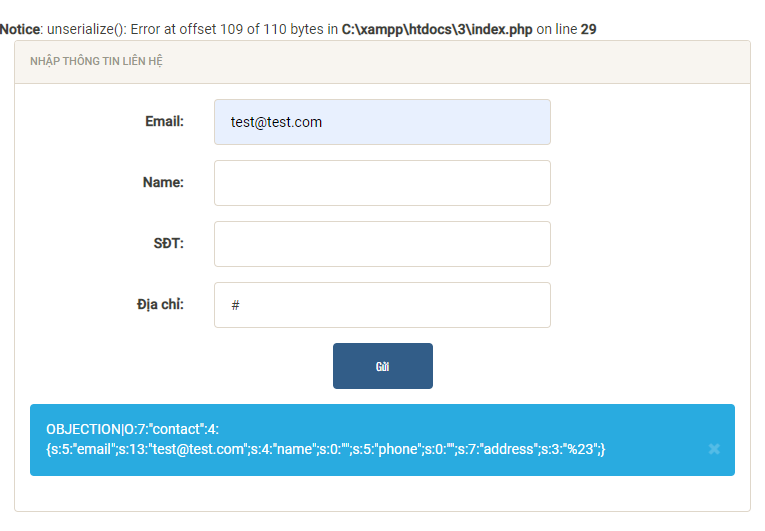 Notice: unserialize(): Error at offset 109 of 110 bytes in C:\xampp\htdocs\3\index.php on line 29
NHẬP THÔNG TIN LIÊN HỆ
Email: test@test.com
Name:
SĐT:
Địa chỉ: #
Gửi
OBJECTION|O:7:"contact":4:
{s:5:"email";s:13:"test@test.com";s:4:"name";s:0:"";s:5:"phone";s:0:"";s:7:"address";s:3:"%23";}
×